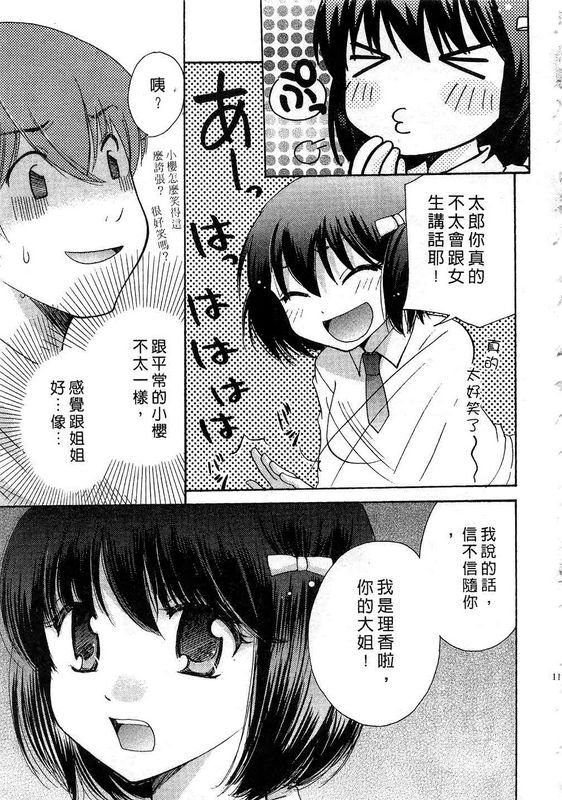 ぷっ
太郎你真的
不太會跟女
生講話耶！
真的
太好笑了
あーっ
はっははははは
咦？
小櫻怎麼笑得這
麼誇張？很好笑嗎？
跟平常的小櫻
不太一樣，
感覺跟姐姐
好…像…
我說的話，
信不信隨你，
我是理香啦，
你的大姐！
11